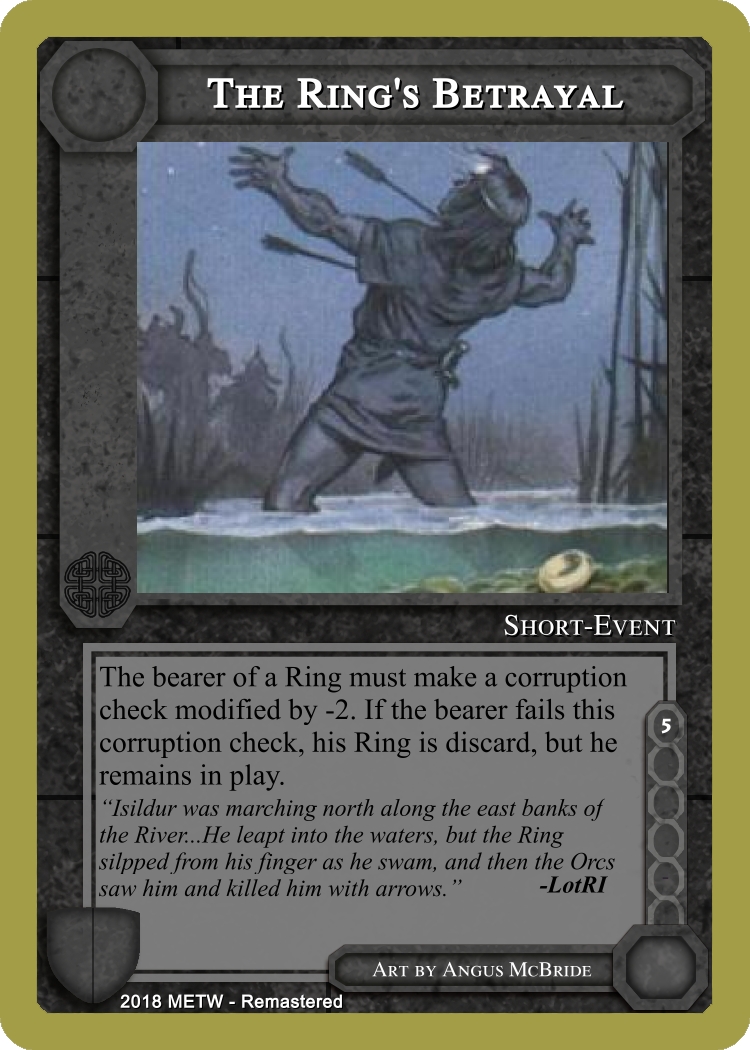 The Ring's Betrayal
Short-Event
The bearer of a Ring must make a corruption
check modified by -2. If the bearer fails this
corruption check, his Ring is discard, but he
remains in play.
“Isildur was marching north along the east banks of
the River...He leapt into the waters, but the Ring
silpped from his finger as he swam, and then the Orcs
saw him and killed him with arrows.” -LotRI
5
Art by Angus McBride
2018 METW - Remastered